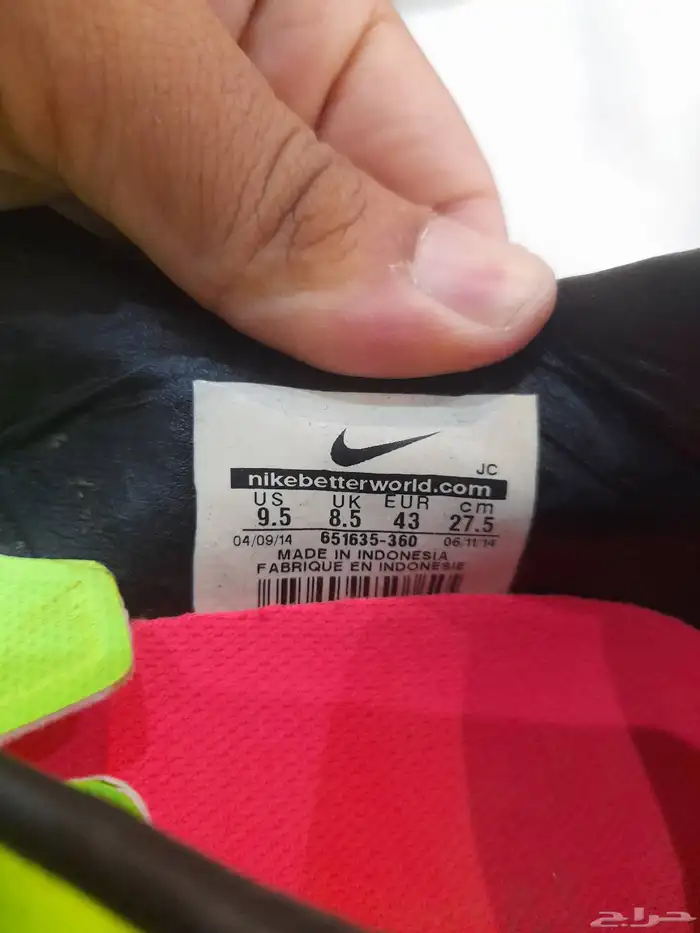 JC
nikebetterworld.com
US UK EUR cm
9.5 8.5 43 27.5
04/09/14 651635-360 06/11/14
MADE IN INDONESIA
FABRIQUE EN INDONESIE
حراج